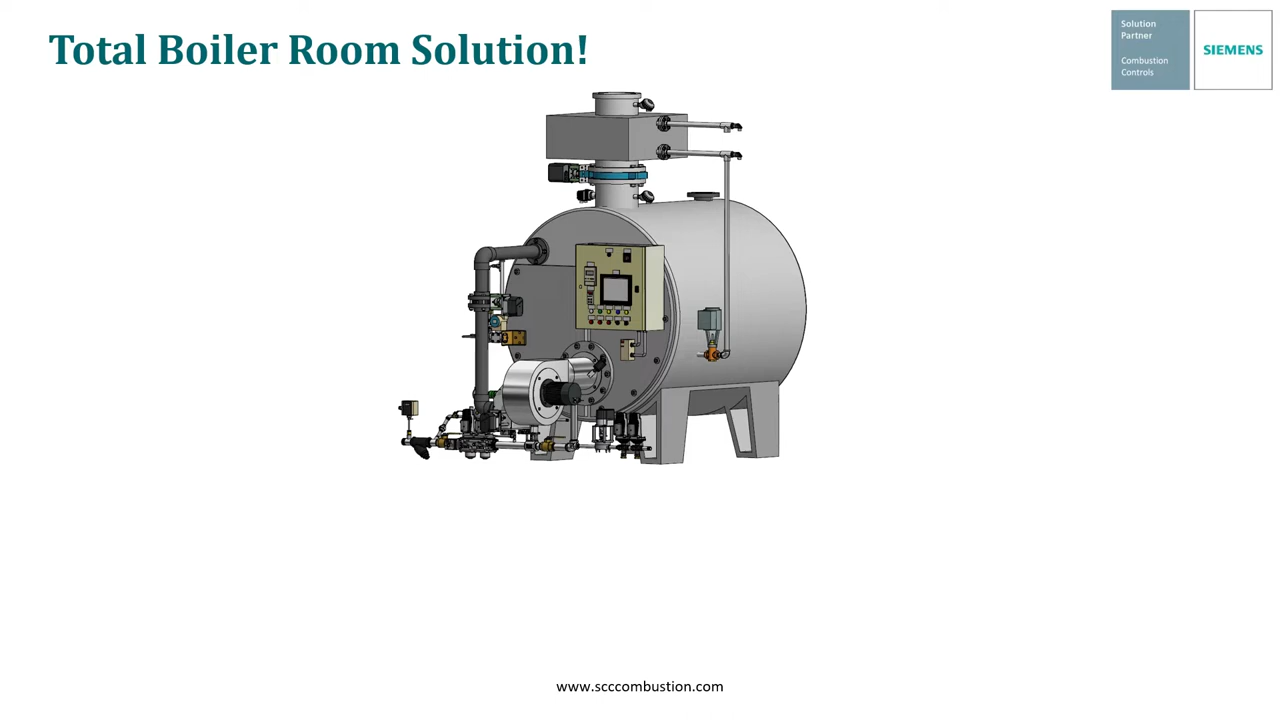 Total Boiler Room Solution!
Solution
Partner
Combustion
Controls
SIEMENS
www.scccombustion.com